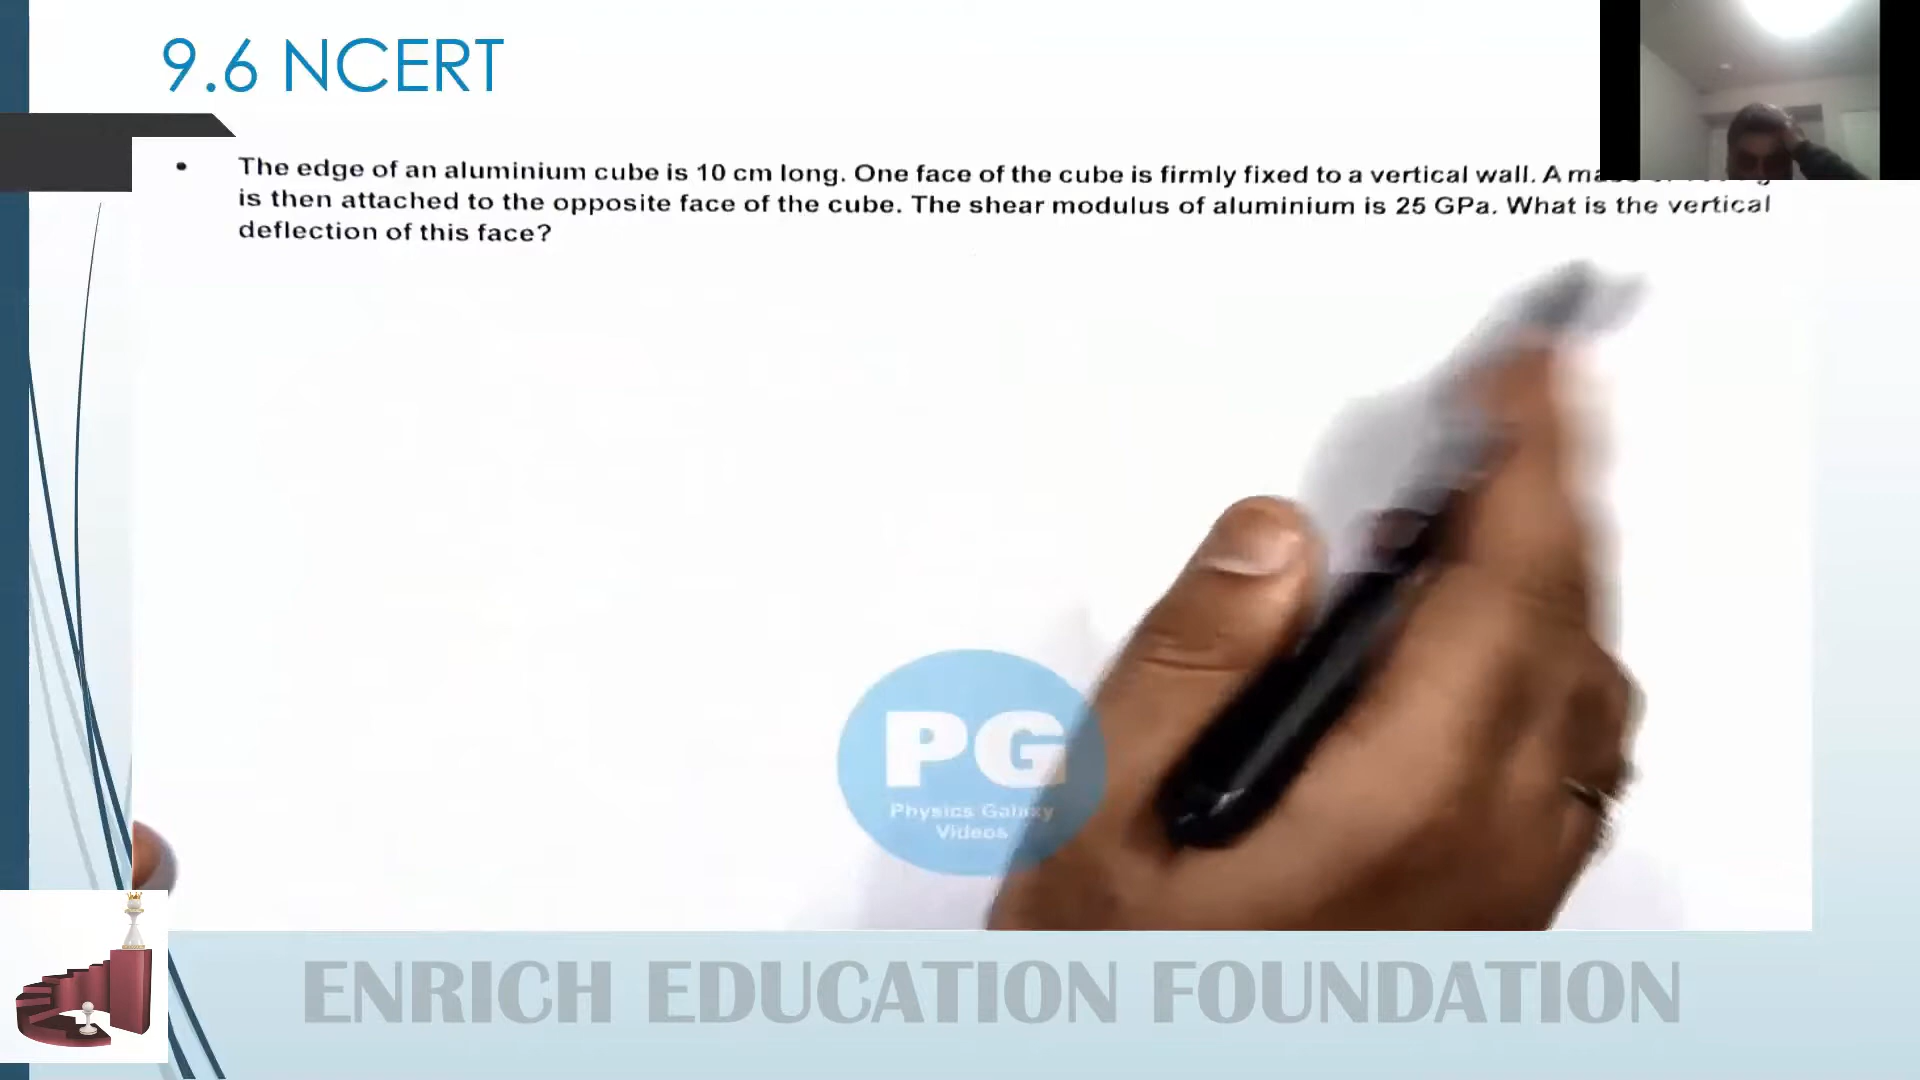 9.6 NCERT
• The edge of an aluminium cube is 10 cm long. One face of the cube is firmly fixed to a vertical wall. A
is then attached to the opposite face of the cube. The shear modulus of aluminium is 25 GPa. What is the vertical
deflection of this face?
PG
Physics Galaxy
Videos
ENRICH EDUCATION FOUNDATION